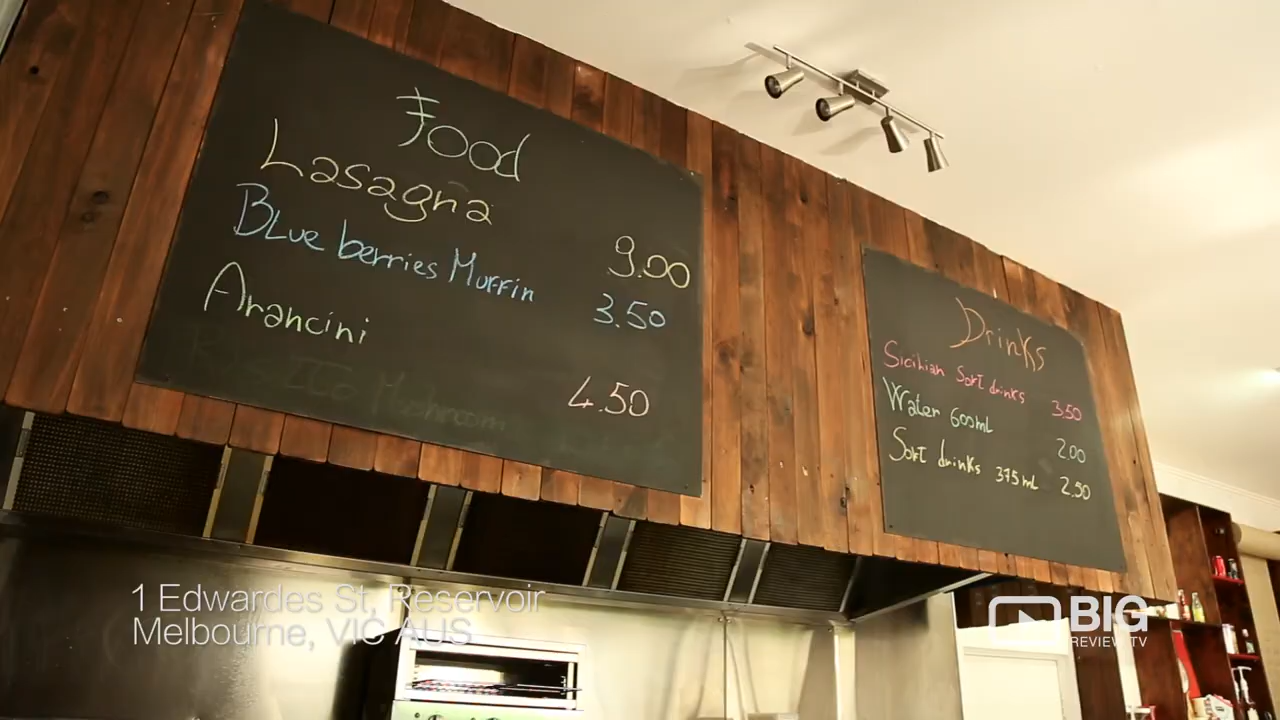 Food
Lasagna 9.00
BLue berries Muffin 3.50
Arancini 4.50
Mushroom
Drinks
Sicilian Soft drinks 3.50
Water 600mL 2.00
Soft drinks 375mL 2.50
1 Edwardes St, Reservoir
Melbourne, VIC AUS
BIG
REVIEW TV